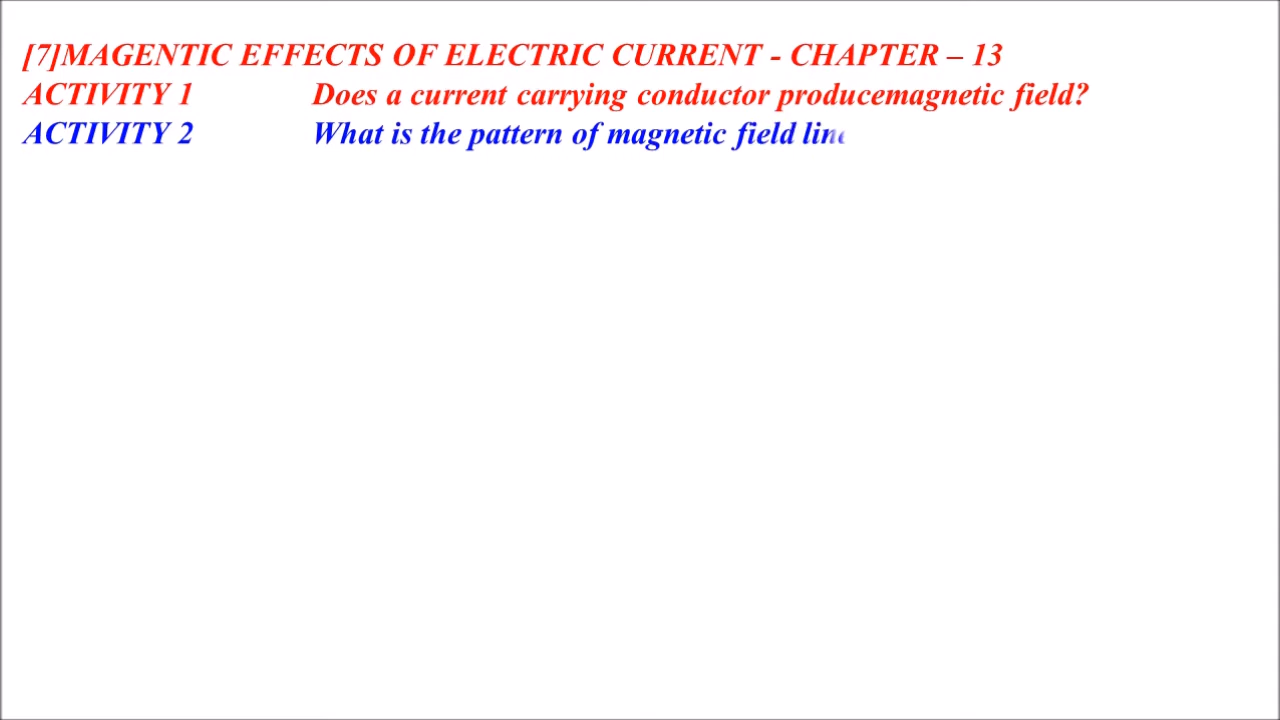 [7]MAGENTIC EFFECTS OF ELECTRIC CURRENT - CHAPTER – 13
ACTIVITY 1 Does a current carrying conductor producemagnetic field?
ACTIVITY 2 What is the pattern of magnetic field